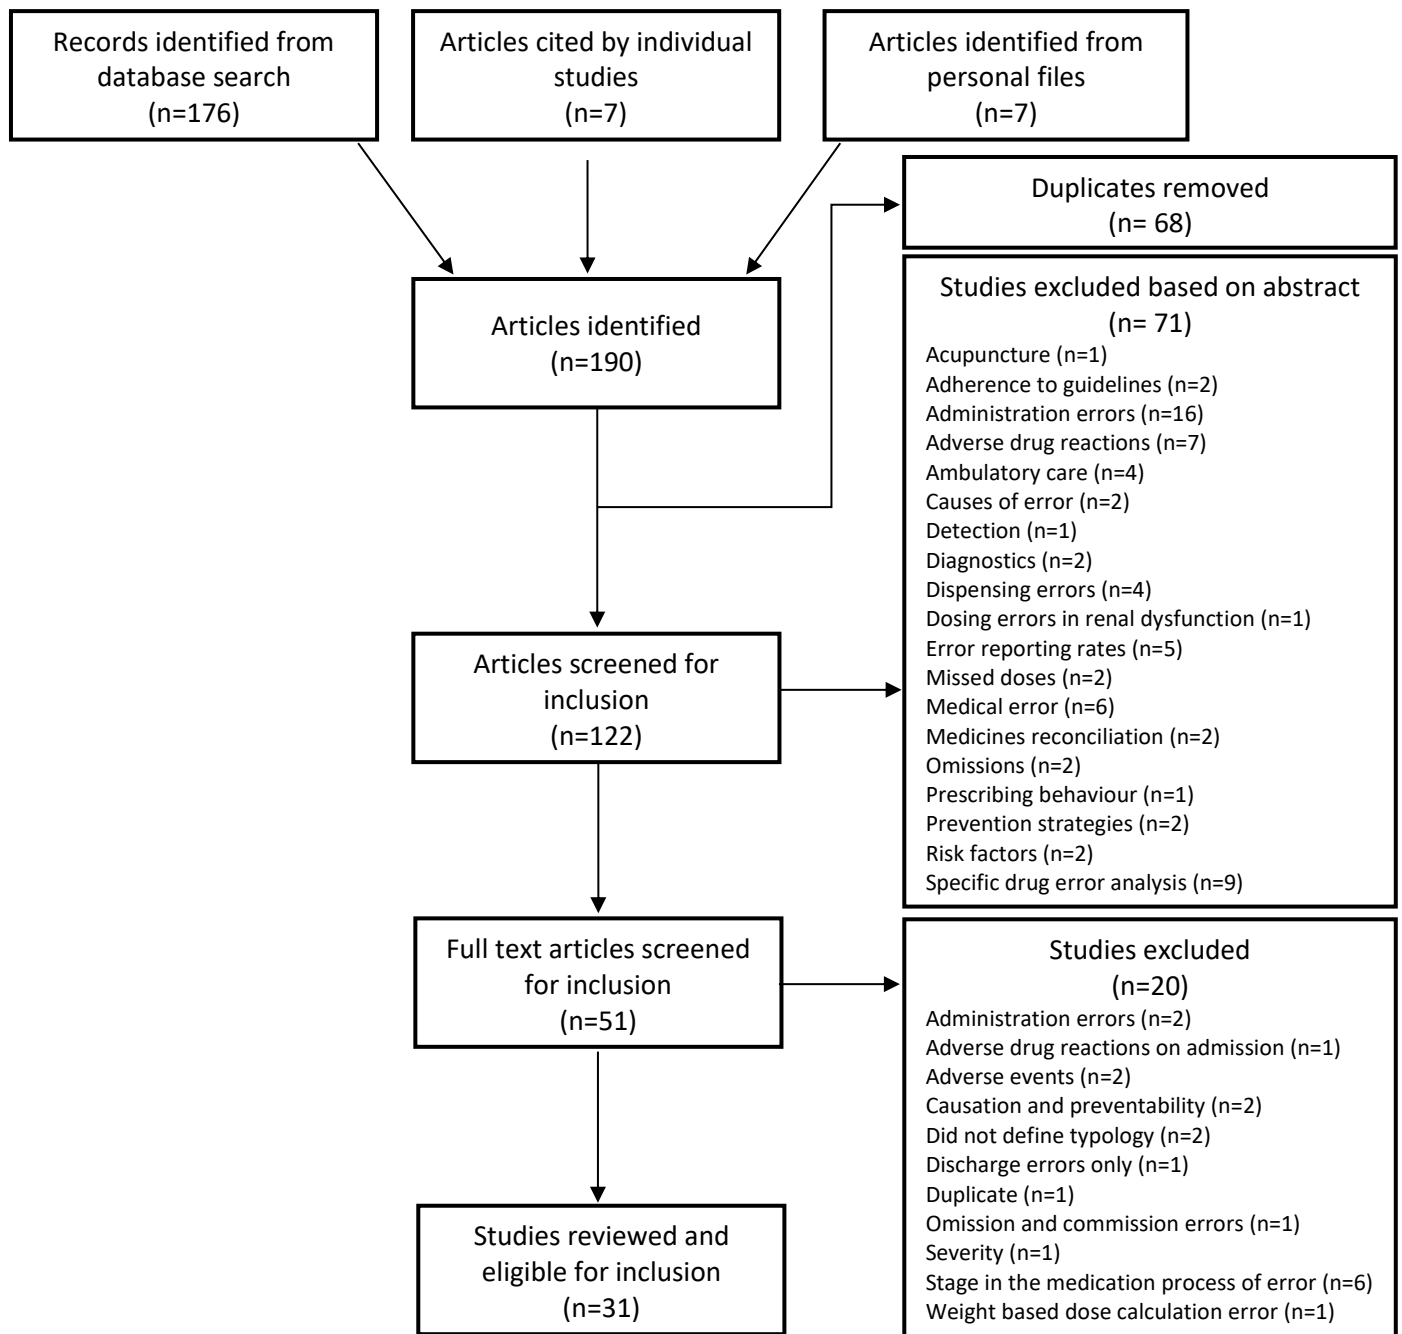 Records identified from
database search
(n=176)
Articles cited by individual
studies
(n=7)
Articles identified from
personal files
(n=7)
Duplicates removed
(n= 68)
Articles identified
(n=190)
Studies excluded based on abstract
(n= 71)
Acupuncture (n=1)
Adherence to guidelines (n=2)
Administration errors (n=16)
Adverse drug reactions (n=7)
Ambulatory care (n=4)
Causes of error (n=2)
Detection (n=1)
Diagnostics (n=2)
Dispensing errors (n=4)
Dosing errors in renal dysfunction (n=1)
Error reporting rates (n=5)
Missed doses (n=2)
Medical error (n=6)
Medicines reconciliation (n=2)
Omissions (n=2)
Prescribing behaviour (n=1)
Prevention strategies (n=2)
Risk factors (n=2)
Specific drug error analysis (n=9)
Articles screened for
inclusion
(n=122)
Full text articles screened
for inclusion
(n=51)
Studies excluded
(n=20)
Administration errors (n=2)
Adverse drug reactions on admission (n=1)
Adverse events (n=2)
Causation and preventability (n=2)
Did not define typology (n=2)
Discharge errors only (n=1)
Duplicate (n=1)
Omission and commission errors (n=1)
Severity (n=1)
Stage in the medication process of error (n=6)
Weight based dose calculation error (n=1)
Studies reviewed and
eligible for inclusion
(n=31)